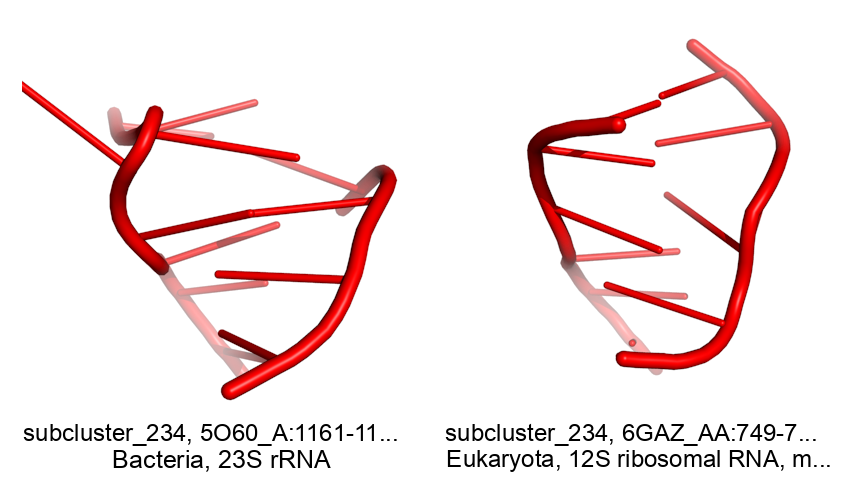 subcluster_234, 5O60_A:1161-11...
Bacteria, 23S rRNA
subcluster_234, 6GAZ_AA:749-7...
Eukaryota, 12S ribosomal RNA, m...